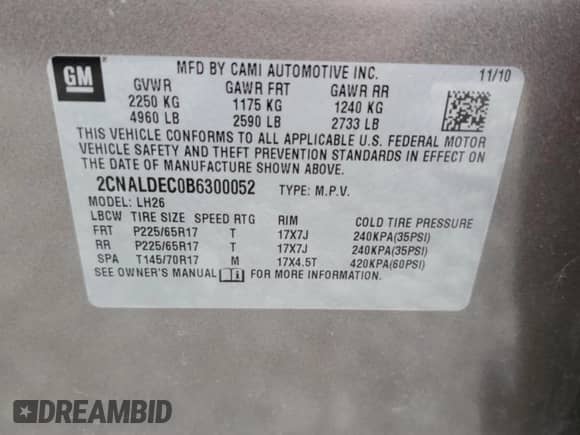 GM
MFD BY CAMI AUTOMOTIVE INC. 11/10
GVWR GAWR FRT GAWR RR
2250 KG 1175 KG 1240 KG
4960 LB 2590 LB 2733 LB
THIS VEHICLE CONFORMS TO ALL APPLICABLE U.S. FEDERAL MOTOR
VEHICLE SAFETY AND THEFT PREVENTION STANDARDS IN EFFECT ON
THE DATE OF MANUFACTURE SHOWN ABOVE.
2CNALDEC0B6300052 TYPE: M.P.V.
MODEL: LH26
LBCW TIRE SIZE SPEED RTG RIM COLD TIRE PRESSURE
FRT P225/65R17 T 17X7J 240KPA(35PSI)
RR P225/65R17 T 17X7J 240KPA(35PSI)
SPA T145/70R17 M 17X4.5T 420KPA(60PSI)
SEE OWNER'S MANUAL i FOR MORE INFORMATION.
DREAMBID